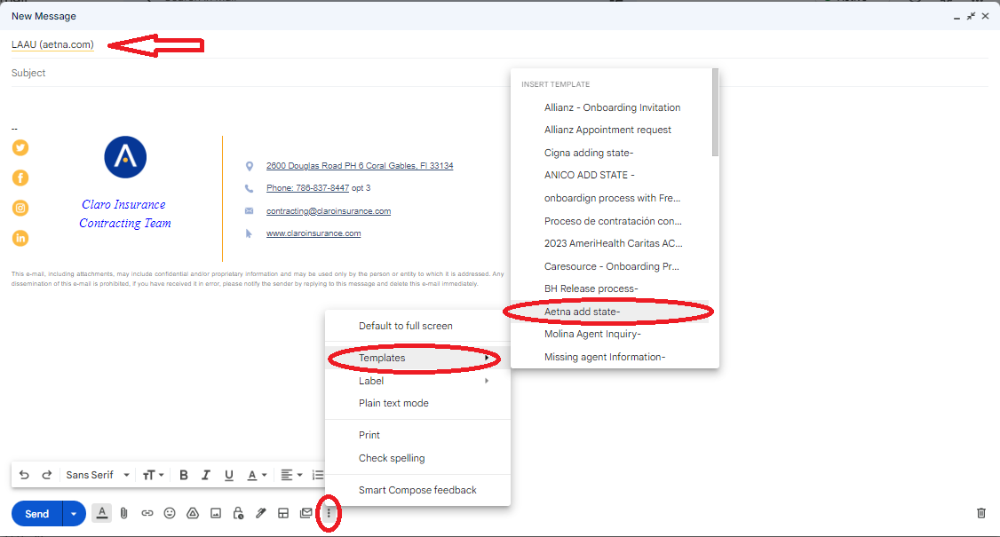 New Message
LAAU (aetna.com)
Subject
INSERT TEMPLATE
Allianz - Onboarding Invitation
Allianz Appointment request
Cigna adding state-
ANICO ADD STATE -
onboardign process with Fre...
Proceso de contratación con...
2023 AmeriHealth Caritas AC...
Caresource - Onboarding Pr...
BH Release process-
Aetna add state-
Molina Agent Inquiry-
Missing agent Information-
--
Claro Insurance
Contracting Team
2600 Douglas Road PH 6 Coral Gables, Fl 33134
Phone: 786-837-8447 opt 3
contracting@claroinsurance.com
www.claroinsurance.com
This e-mail, including attachments, may include confidential and/or proprietary information and may be used only by the person or entity to which it is addressed. Any
dissemination of this e-mail is prohibited, if you have received it in error, please notify the sender by replying to this message and delete this e-mail immediately.
Default to full screen
Templates
Label
Plain text mode
Print
Check spelling
Smart Compose feedback
Sans Serif
Send